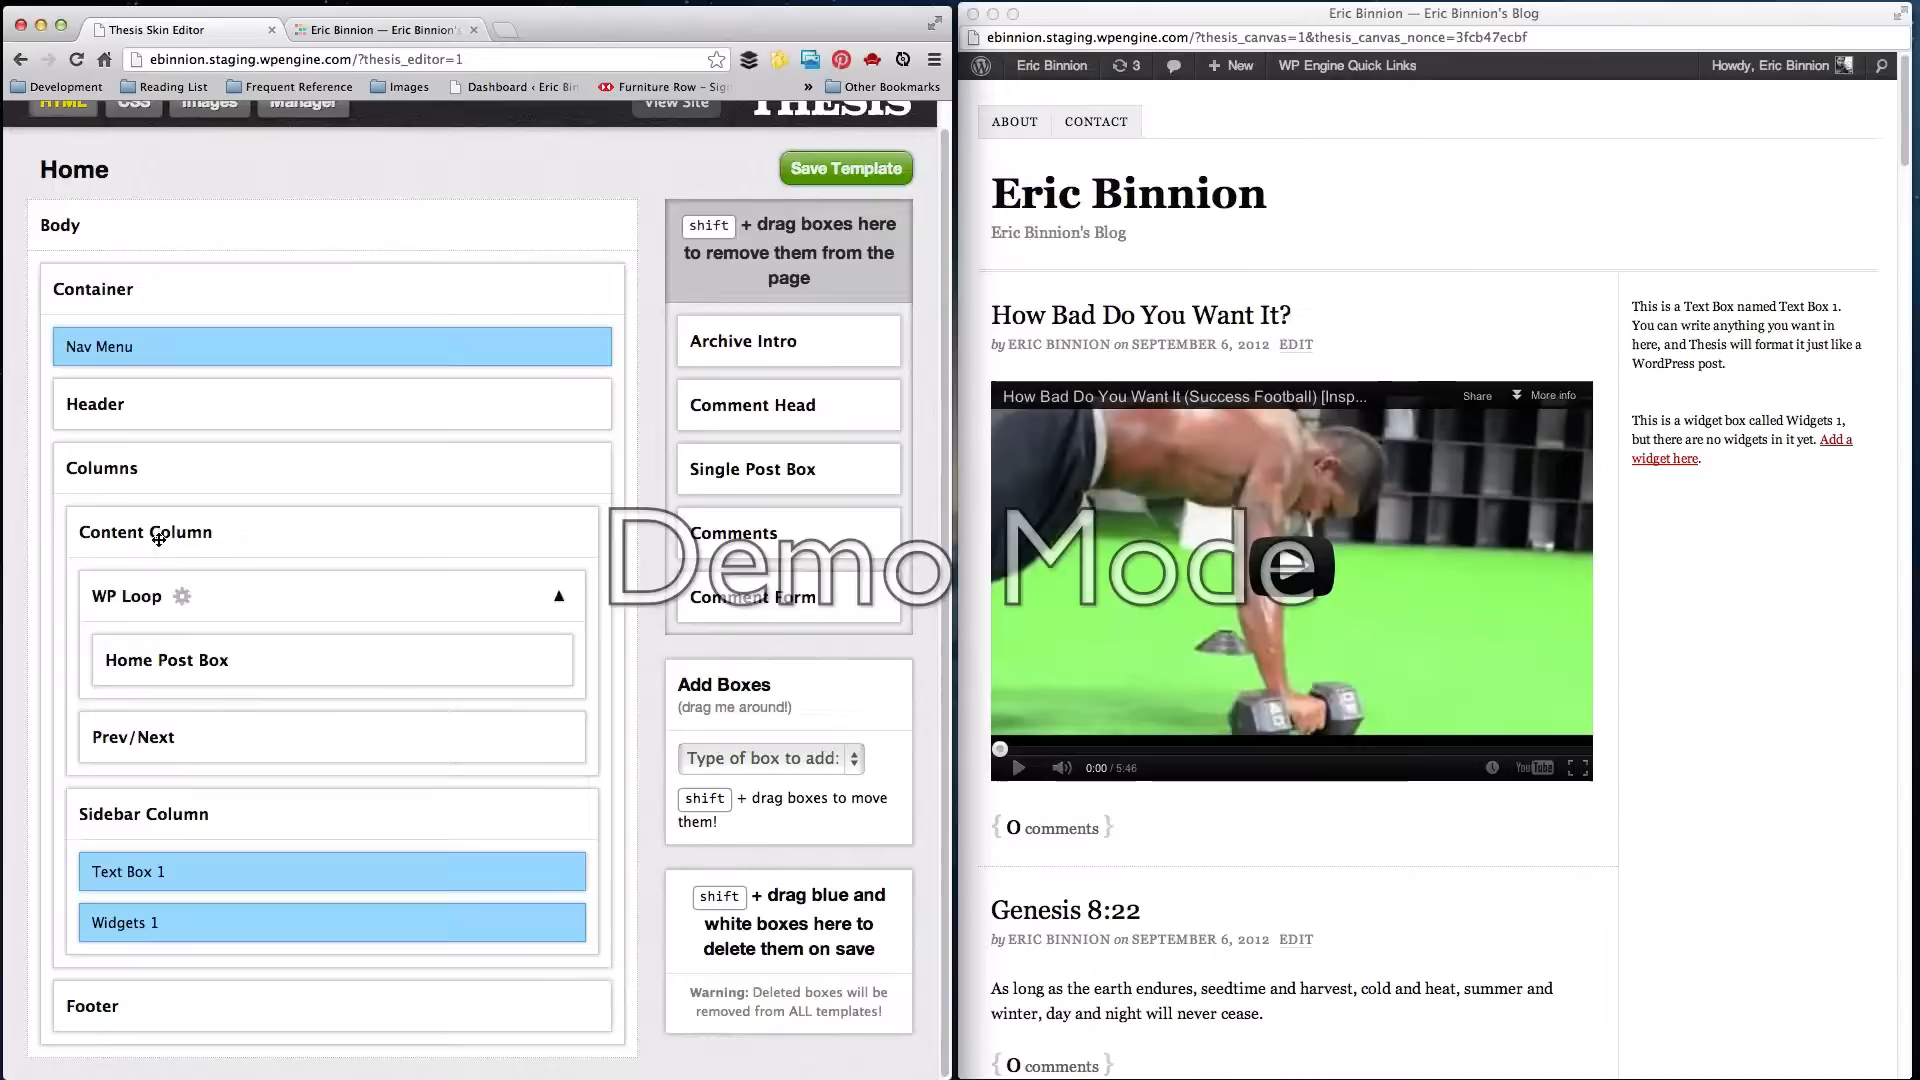 Thesis Skin Editor
Eric Binnion — Eric Binnion's
ebinnion.staging.wpengine.com/?thesis_editor=1
Development
Reading List
Frequent Reference
Images
Dashboard ‹ Eric Bin
Furniture Row – Sig
»
Other Bookmarks
HTML
CSS
Images
Manager
View Site
THESIS
Home
Save Template
Body
Container
Nav Menu
Header
Columns
Content Column
WP Loop
Home Post Box
Prev/Next
Sidebar Column
Text Box 1
Widgets 1
Footer
shift + drag boxes here
to remove them from the
page
Archive Intro
Comment Head
Single Post Box
Comments
Comment Form
Add Boxes
(drag me around!)
Type of box to add:
shift + drag boxes to move
them!
shift + drag blue and
white boxes here to
delete them on save
Warning: Deleted boxes will be
removed from ALL templates!
Demo Mode
Eric Binnion — Eric Binnion's Blog
ebinnion.staging.wpengine.com/?thesis_canvas=1&thesis_canvas_nonce=3fcb47ecbf
Eric Binnion
3
+ New
WP Engine Quick Links
Howdy, Eric Binnion
ABOUT
CONTACT
Eric Binnion
Eric Binnion's Blog
How Bad Do You Want It?
by ERIC BINNION on SEPTEMBER 6, 2012 EDIT
How Bad Do You Want It (Success Football) [Insp...
Share
More info
0:00 / 5:46
YouTube
{ 0 comments }
Genesis 8:22
by ERIC BINNION on SEPTEMBER 6, 2012 EDIT
As long as the earth endures, seedtime and harvest, cold and heat, summer and
winter, day and night will never cease.
{ 0 comments }
This is a Text Box named Text Box 1.
You can write anything you want in
here, and Thesis will format it just like a
WordPress post.
This is a widget box called Widgets 1,
but there are no widgets in it yet. Add a
widget here.